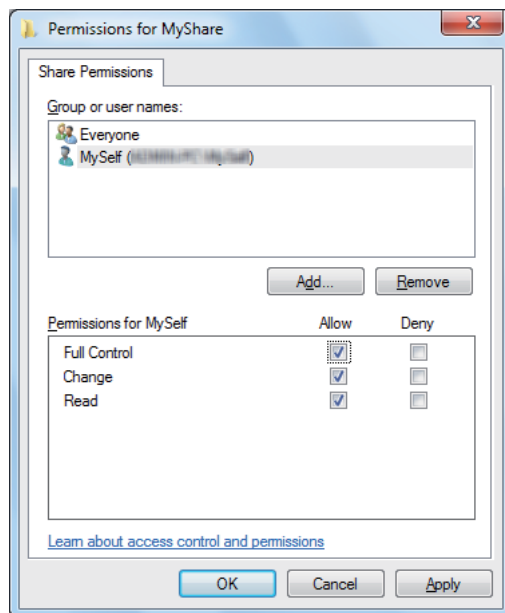 Permissions for MyShare
Share Permissions
Group or user names:
Everyone
MySelf (
)
Add... Remove
Permissions for MySelf Allow Deny
Full Control
Change
Read
Learn about access control and permissions
OK Cancel Apply